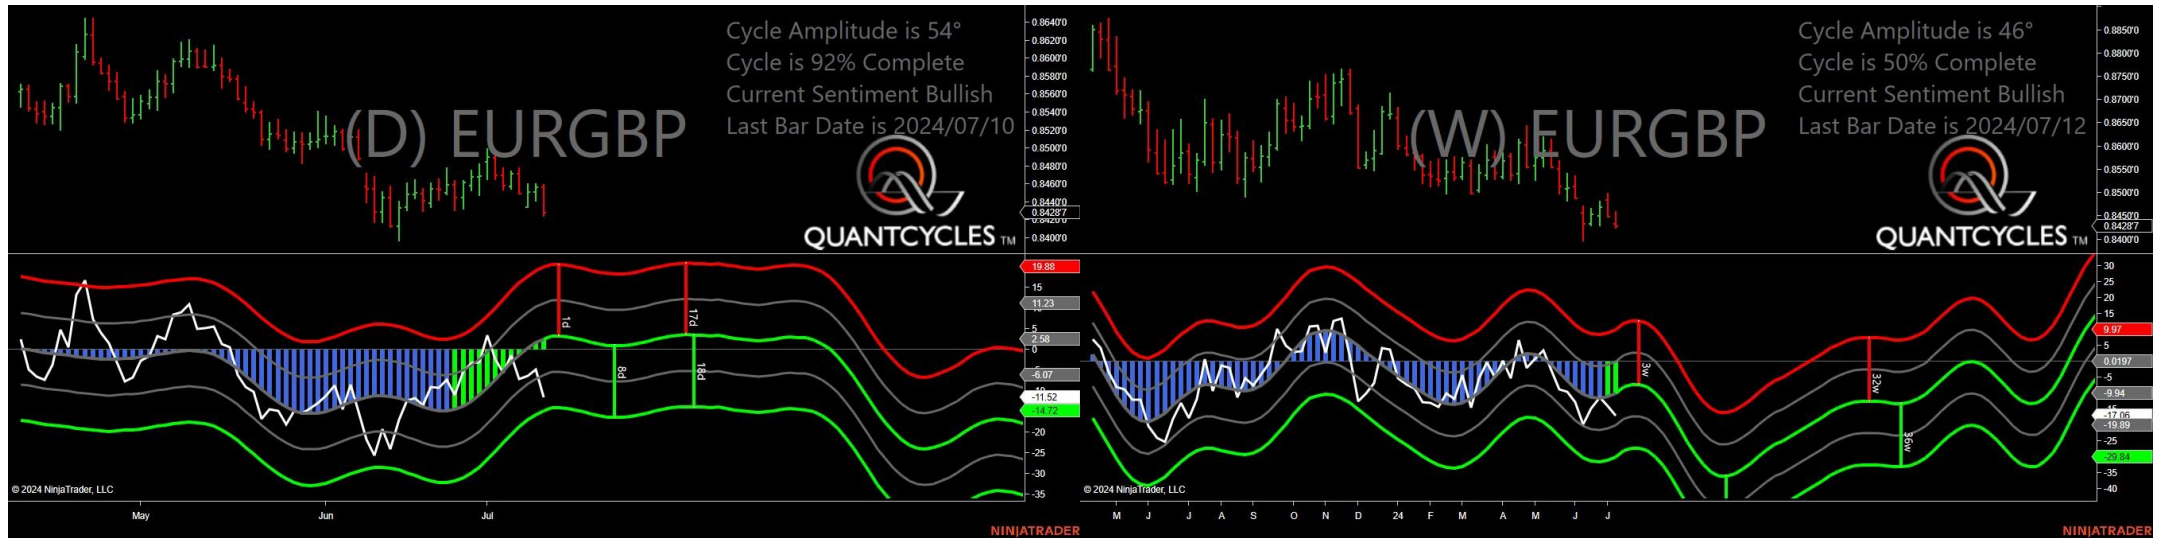 Cycle Amplitude is 54°
Cycle is 92% Complete
Current Sentiment Bullish
Last Bar Date is 2024/07/10
(D) EURGBP
QUANTCYCLES TM
0.8640'0
0.8620'0
0.8600'0
0.8580'0
0.8560'0
0.8540'0
0.8520'0
0.8500'0
0.8480'0
0.8460'0
0.8440'0
0.8428'7
0.8420'0
0.8400'0
19.88
15
11.23
5
2.58
0
-6.07
-11.52
-14.72
-20
-25
-30
-35
1d
8d
17d
18d
© 2024 NinjaTrader, LLC
May
Jun
Jul
NINJATRADER
Cycle Amplitude is 46°
Cycle is 50% Complete
Current Sentiment Bullish
Last Bar Date is 2024/07/12
(W) EURGBP
QUANTCYCLES TM
0.8850'0
0.8800'0
0.8750'0
0.8700'0
0.8650'0
0.8600'0
0.8550'0
0.8500'0
0.8450'0
0.8428'7
0.8400'0
30
25
20
15
9.97
5
0.0197
-5
-9.94
-17.06
-19.89
-25
-29.84
-35
-40
3w
32w
36w
© 2024 NinjaTrader, LLC
M J J A S O N D 24 F M A M J J
NINJATRADER